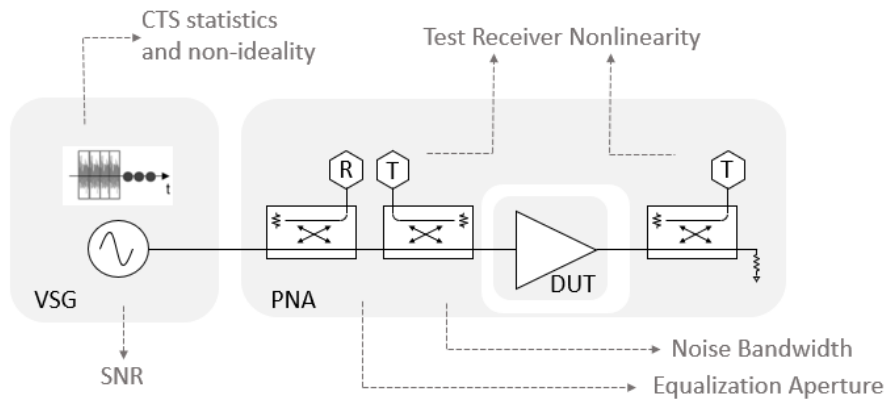 CTS statistics
and non-ideality
Test Receiver Nonlinearity
t
R
T
T
VSG
PNA
DUT
SNR
Noise Bandwidth
Equalization Aperture